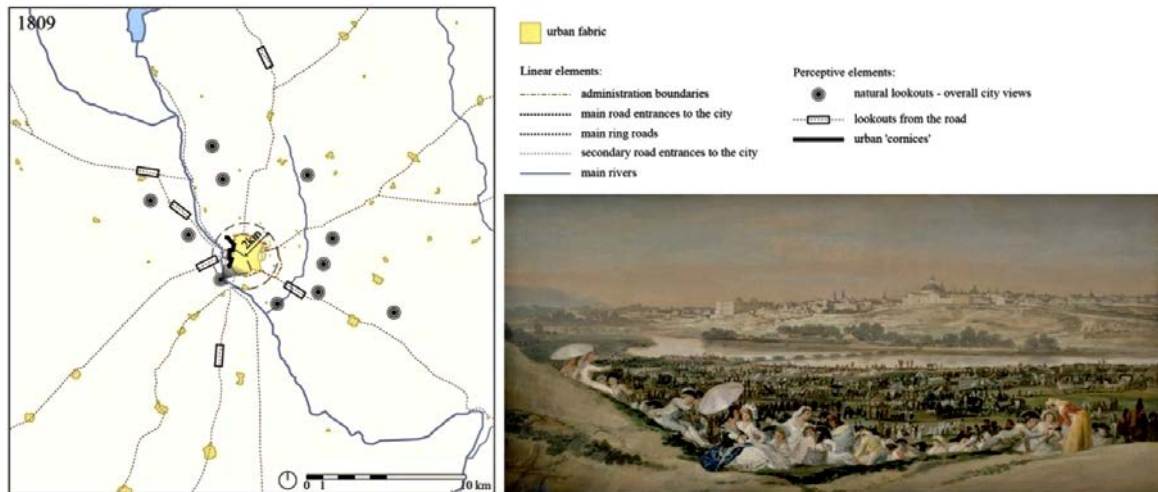 1809
2km
0 1 10 km
urban fabric
Linear elements:
administration boundaries
main road entrances to the city
main ring roads
secondary road entrances to the city
main rivers
Perceptive elements:
natural lookouts - overall city views
lookouts from the road
urban 'cornices'